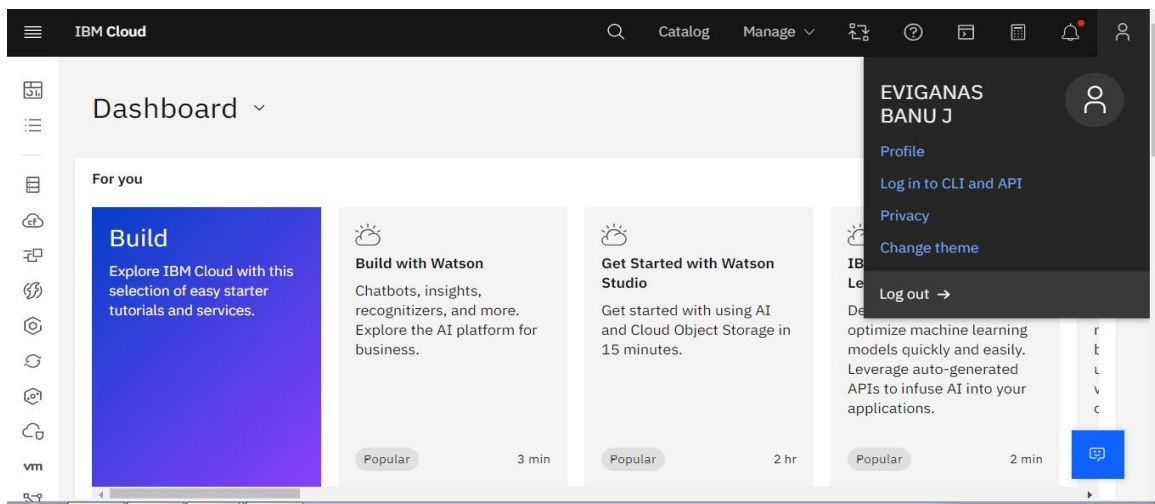 IBM Cloud
Catalog
Manage
EVIGANAS
BANU J
Profile
Log in to CLI and API
Privacy
Change theme
Log out →
Dashboard
For you
Build
Explore IBM Cloud with this
selection of easy starter
tutorials and services.
Build with Watson
Chatbots, insights,
recognizers, and more.
Explore the AI platform for
business.
Popular
3 min
Get Started with Watson
Studio
Get started with using AI
and Cloud Object Storage in
15 minutes.
Popular
2 hr
optimize machine learning
models quickly and easily.
Leverage auto-generated
APIs to infuse AI into your
applications.
Popular
2 min
cf
vm